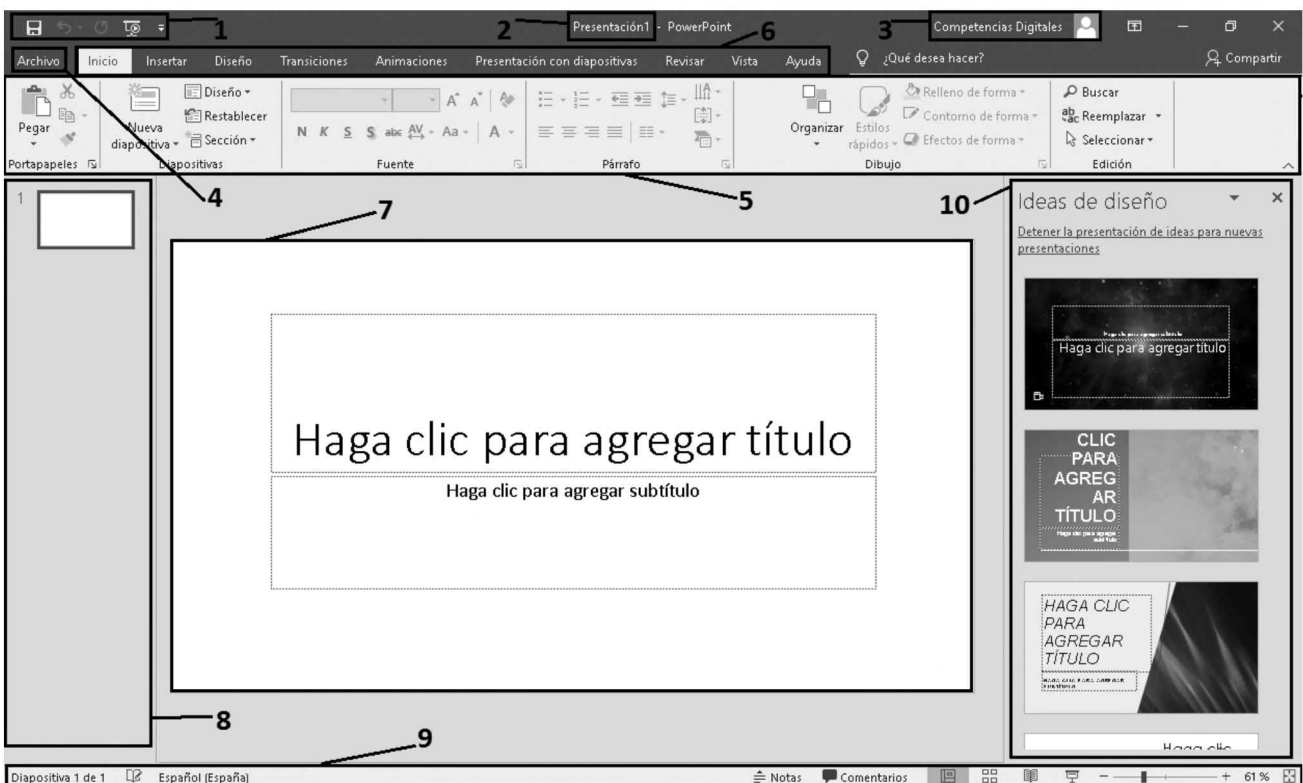 1
2
Presentación1 - PowerPoint
3
Competencias Digitales
6
Archivo Inicio Insertar Diseño Transiciones Animaciones Presentación con diapositivas Revisar Vista Ayuda ¿Qué desea hacer? Compartir
Pegar
Portapapeles
Nueva
diapositiva
Diseño
Restablecer
Sección
Diapositivas
N K S S abc AV Aa A
Fuente
Párrafo
Organizar
Estilos
rápidos
Relleno de forma
Contorno de forma
Efectos de forma
Dibujo
Buscar
Reemplazar
Seleccionar
Edición
4
5
7
10
1
Haga clic para agregar título
Haga clic para agregar subtítulo
Ideas de diseño
Detener la presentación de ideas para nuevas
presentaciones
Haga clic para agregar título
CLIC
PARA
AGREG
AR
TÍTULO
HAGA CLIC
PARA
AGREGAR
TÍTULO
8
9
Diapositiva 1 de 1 Español (España) Notas Comentarios 61 %